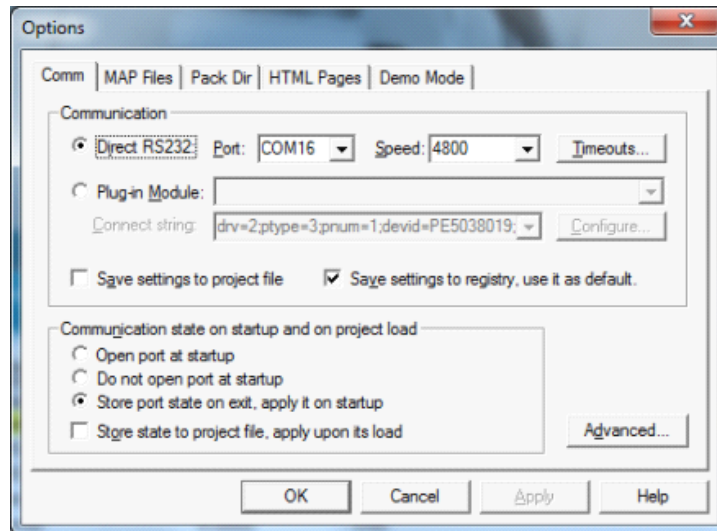 Options
Comm MAP Files Pack Dir HTML Pages Demo Mode
Communication
Direct RS232: Port: COM16 Speed: 4800 Timeouts...
Plug-in Module:
Connect string: drv=2;ptype=3;pnum=1;devid=PE5038019; Configure...
Save settings to project file Save settings to registry, use it as default.
Communication state on startup and on project load
Open port at startup
Do not open port at startup
Store port state on exit, apply it on startup
Store state to project file, apply upon its load
Advanced...
OK Cancel Apply Help